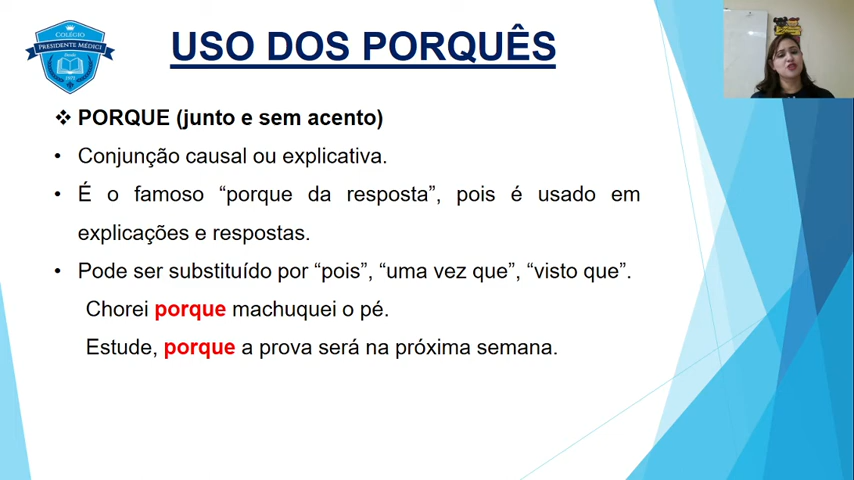 COLÉGIO
PRESIDENTE MÉDICI
USO DOS PORQUÊS
❖ PORQUE (junto e sem acento)
• Conjunção causal ou explicativa.
• É o famoso “porque da resposta”, pois é usado em
explicações e respostas.
• Pode ser substituído por “pois”, “uma vez que”, “visto que”.
Chorei porque machuquei o pé.
Estude, porque a prova será na próxima semana.